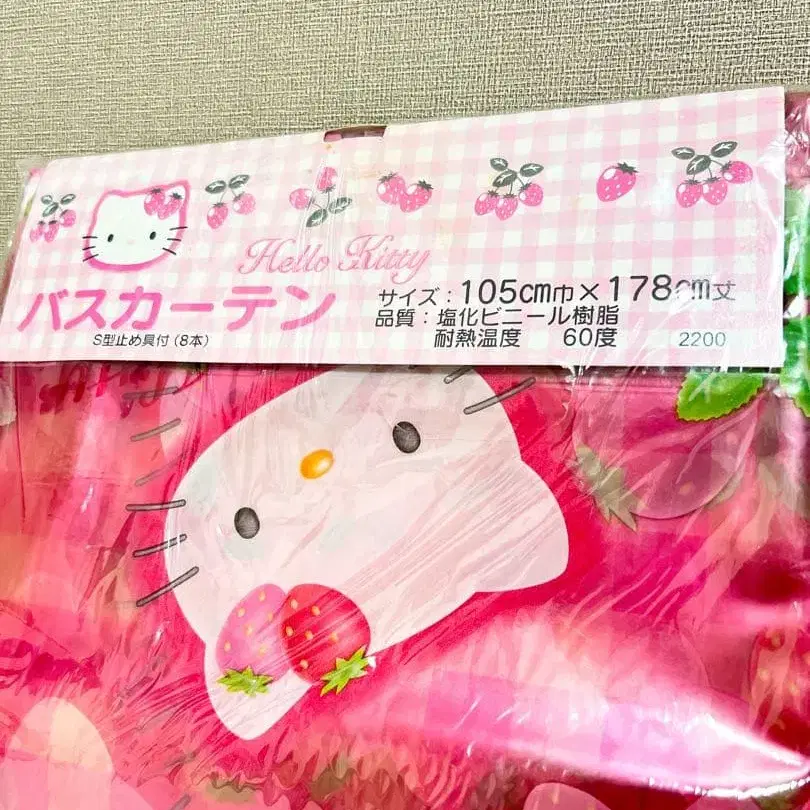 Hello Kitty
バスカーテン
S型止め具付(8本)
サイズ:105cm巾×178cm丈
品質:塩化ビニール樹脂
耐熱温度 60度
2200